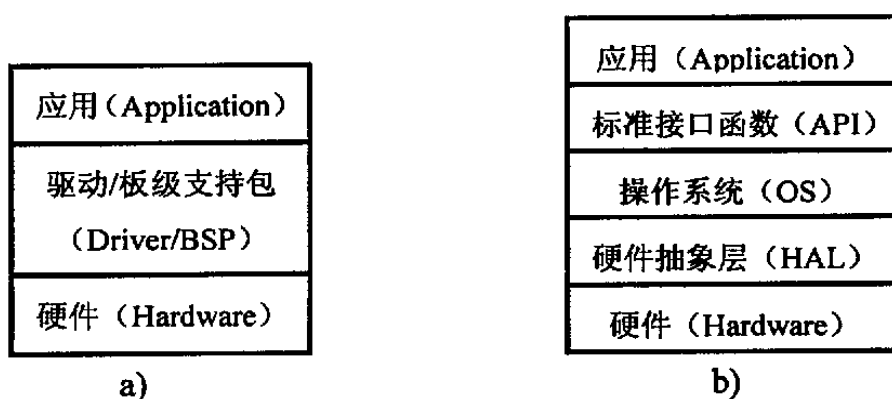 应用（Application）
驱动/板级支持包
（Driver/BSP）
硬件（Hardware）
a)
应用（Application）
标准接口函数（API）
操作系统（OS）
硬件抽象层（HAL）
硬件（Hardware）
b)